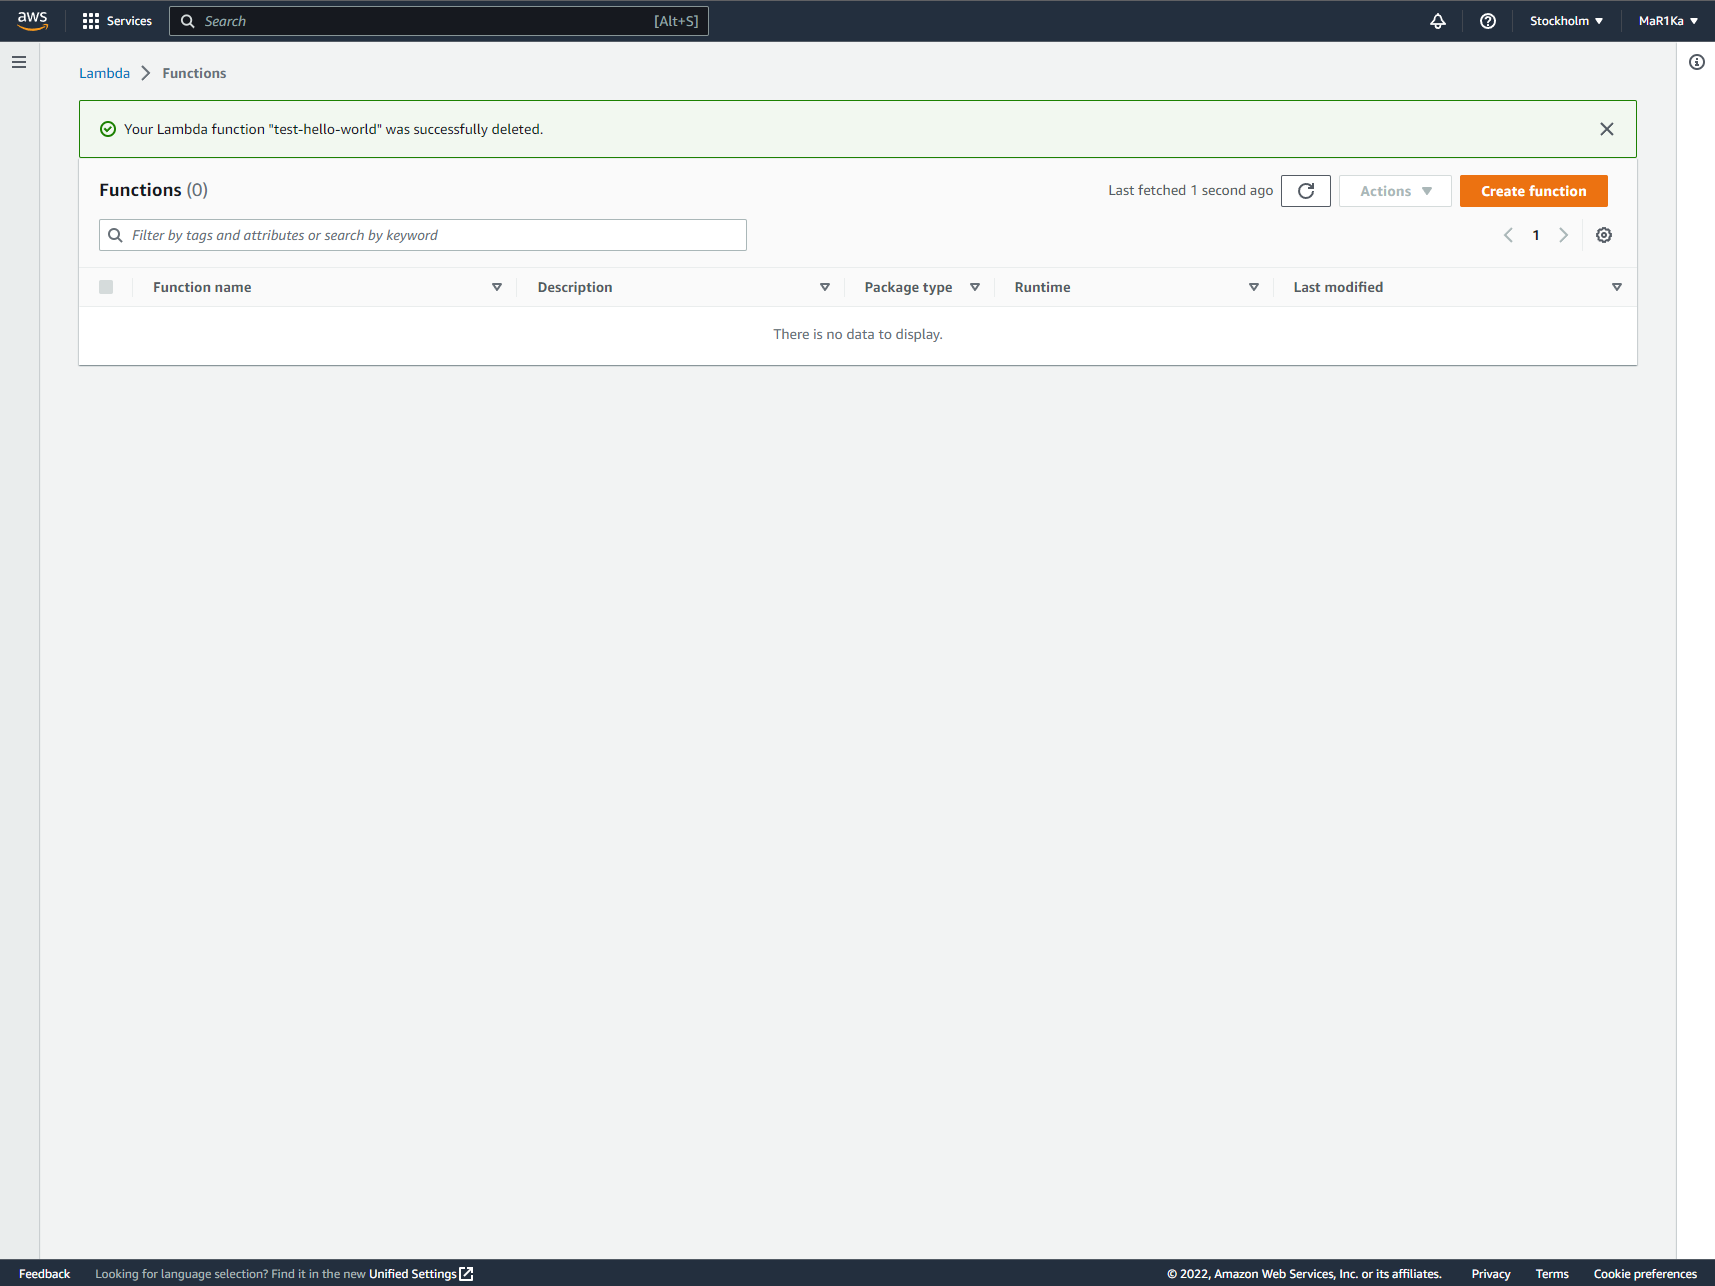 aws
Services
Search [Alt+S]
Stockholm
MaR1Ka
Lambda
Functions
Your Lambda function "test-hello-world" was successfully deleted.
Functions (0)
Last fetched 1 second ago
Actions
Create function
Filter by tags and attributes or search by keyword
1
Function name
Description
Package type
Runtime
Last modified
There is no data to display.
Feedback
Looking for language selection? Find it in the new Unified Settings
© 2022, Amazon Web Services, Inc. or its affiliates.
Privacy
Terms
Cookie preferences